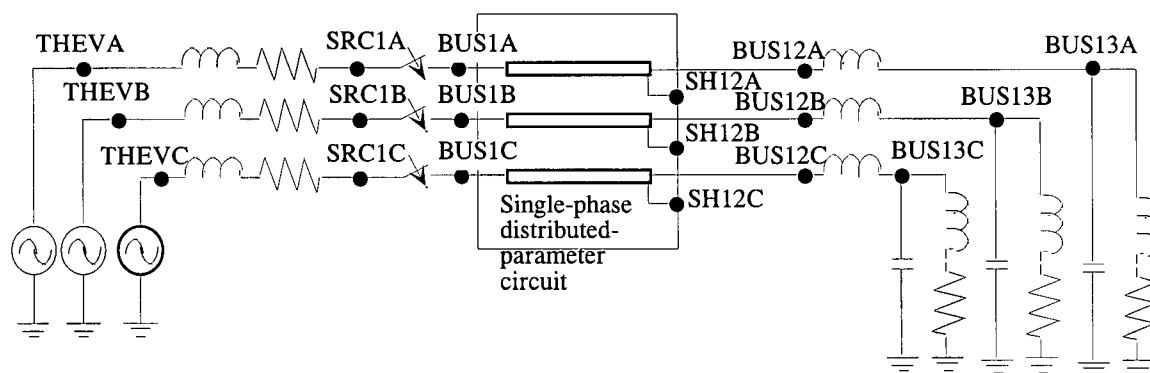 THEVA
SRC1A
BUS1A
BUS12A
BUS13A
THEVB
SRC1B
BUS1B
SH12A
BUS12B
BUS13B
THEVC
SRC1C
BUS1C
SH12B
BUS12C
BUS13C
SH12C
Single-phase
distributed-
parameter
circuit